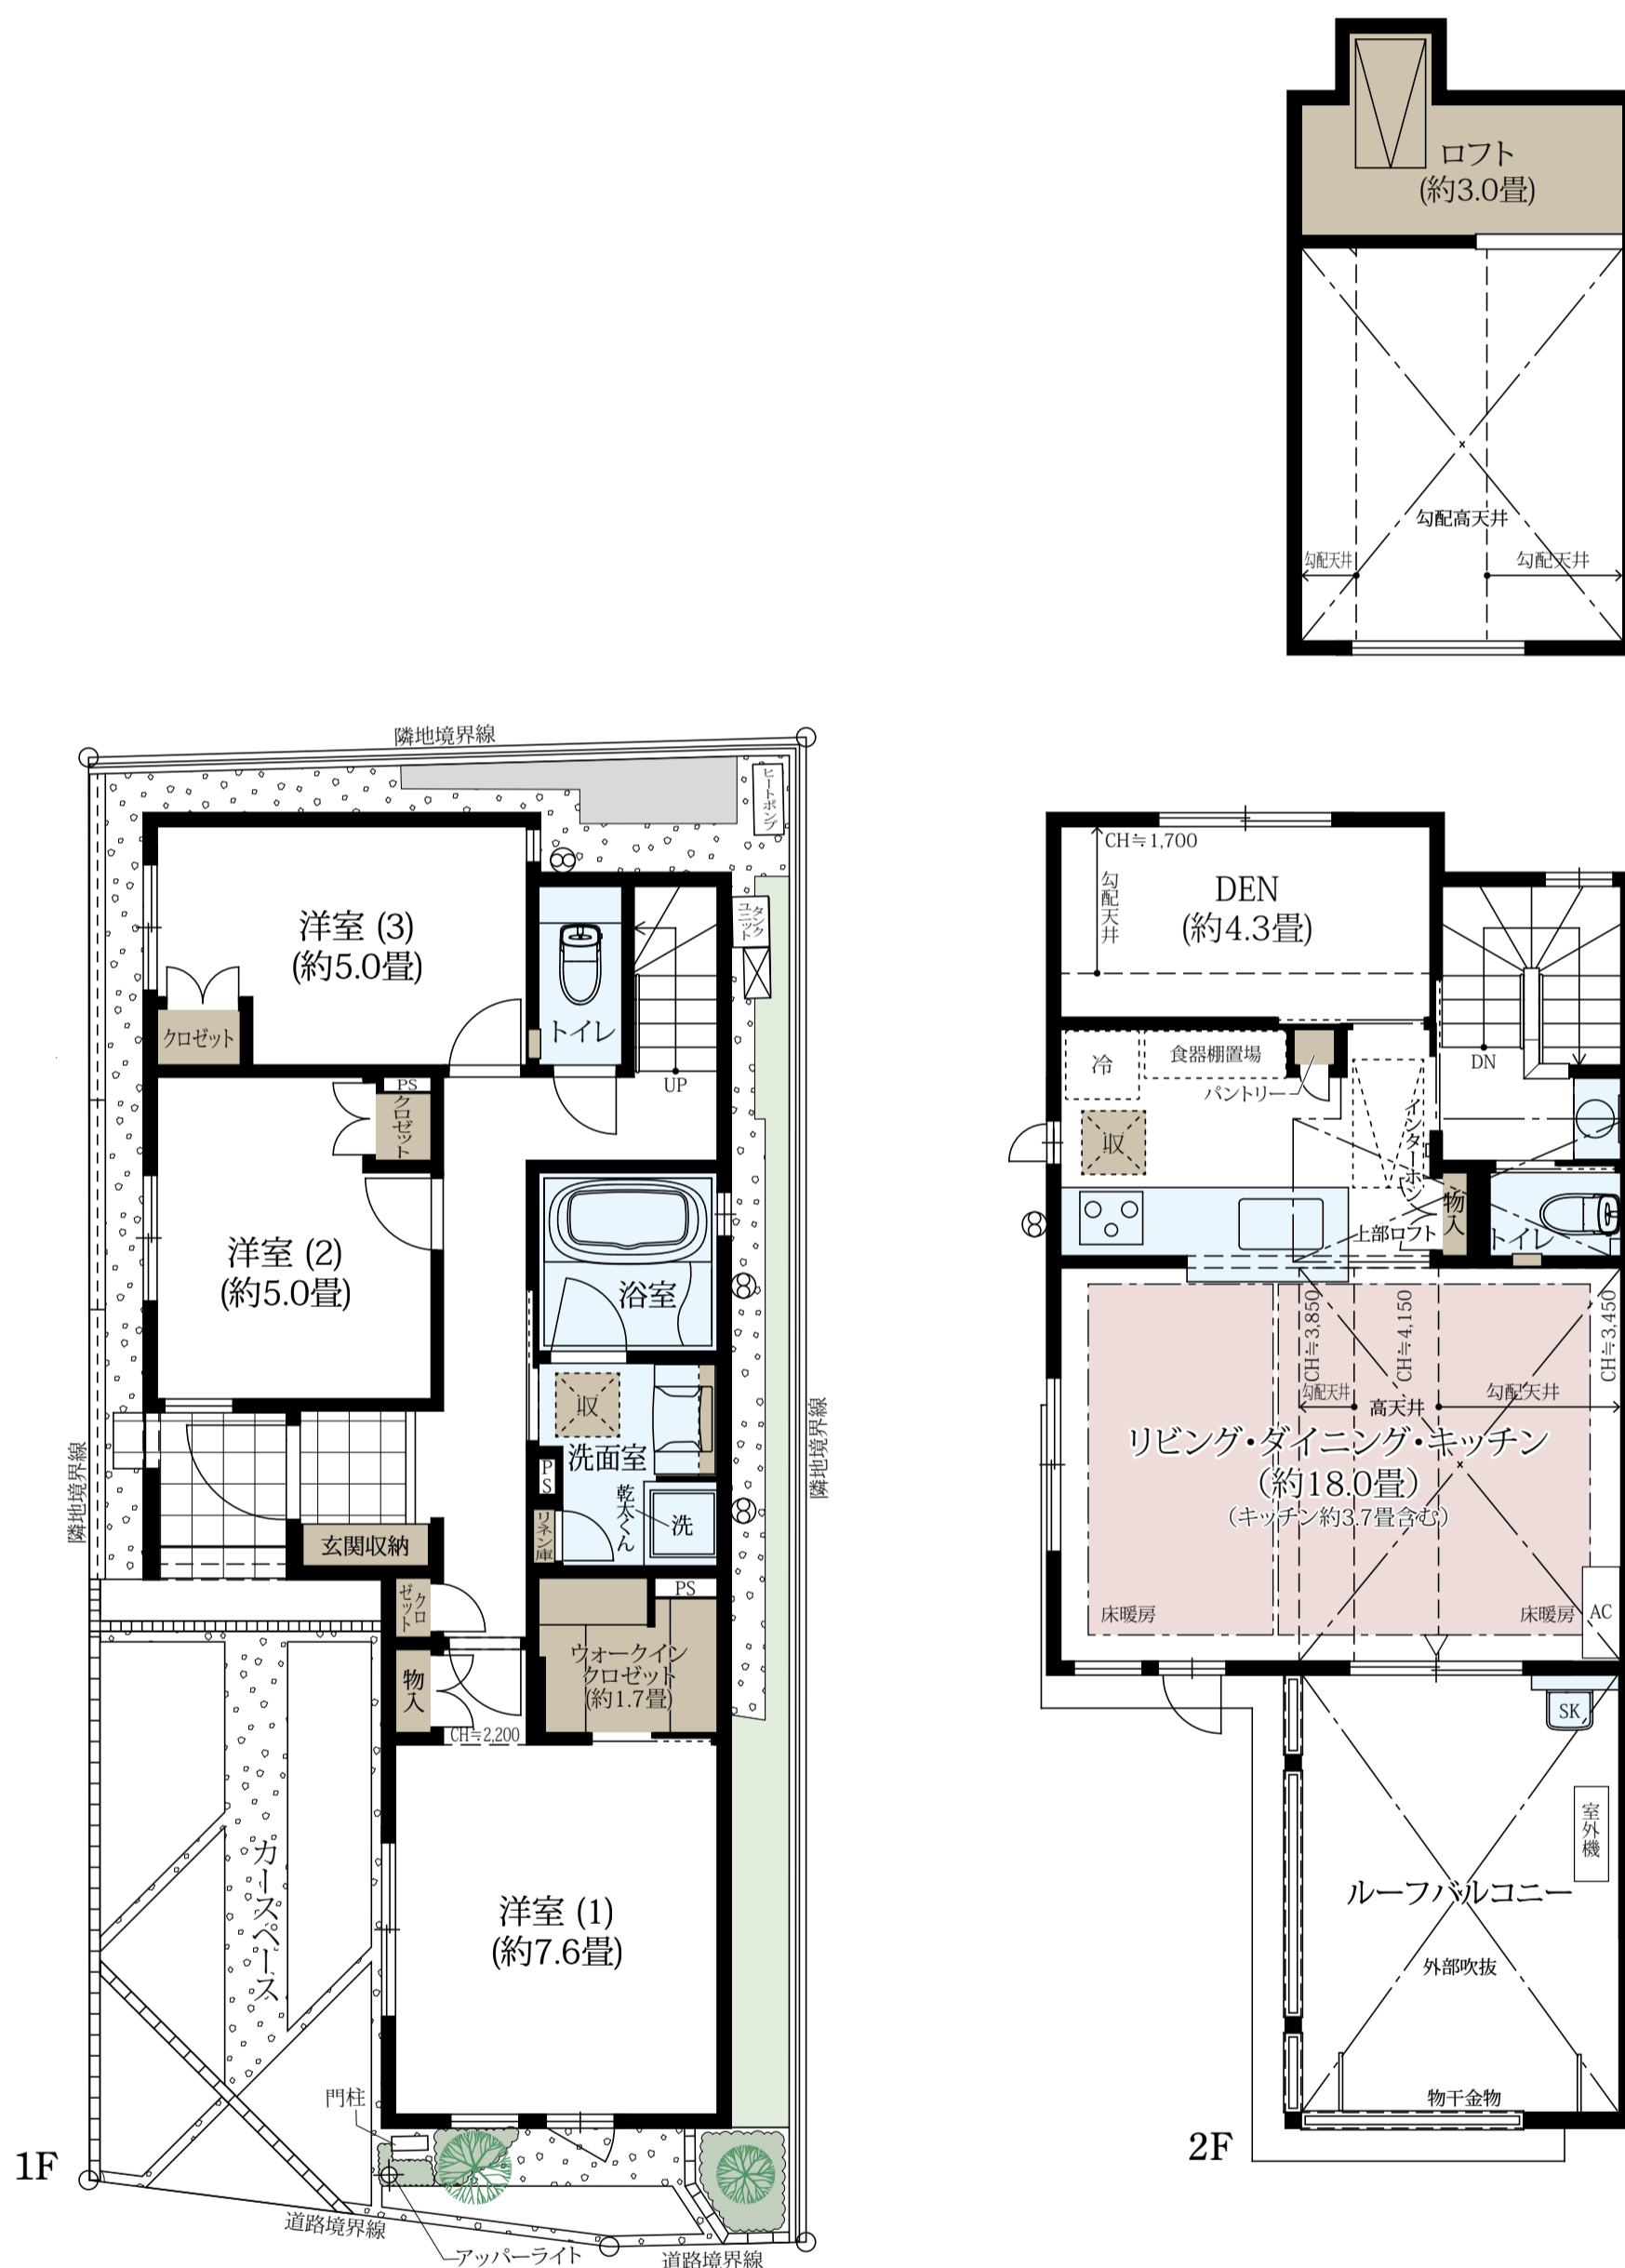 ロフト
(約3.0畳)
勾配高天井
勾配天井
勾配天井
隣地境界線
ヒートポンプ
洋室 (3)
(約5.0畳)
クロゼット
トイレ
UP
タンク
ユニット
PS
クロゼット
洋室 (2)
(約5.0畳)
浴室
収
洗面室
PS
乾太くん
洗
リネン庫
隣地境界線
隣地境界線
玄関収納
クロ
ゼット
PS
ウォークイン
クロゼット
(約1.7畳)
物入
CH≒2,200
カースペース
洋室 (1)
(約7.6畳)
門柱
1F
道路境界線
アッパーライト
道路境界線
CH≒1,700
勾配天井
DEN
(約4.3畳)
冷
食器棚置場
パントリー
DN
インターホン
収
物入
上部ロフト
トイレ
CH≒3,850
CH≒4,150
CH≒3,450
勾配天井
高天井
勾配天井
リビング・ダイニング・キッチン
(約18.0畳)
(キッチン約3.7畳含む)
床暖房
床暖房
AC
SK
室外機
ルーフバルコニー
外部吹抜
物干金物
2F